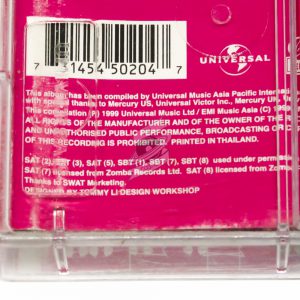 7 31454 50204 7
UNIVERSAL
This album has been compiled by Universal Music Asia Pacific
with special thanks to Mercury US, Universal Victor Inc., Mercury UK,
This compilation (P) 1999 Universal Music Ltd / EMI Music Asia (C)
ALL RIGHTS OF THE MANUFACTURER AND OF THE OWNER OF THE
AND UNAUTHORISED PUBLIC PERFORMANCE, BROADCASTING OR
OF THIS RECORDING IS PROHIBITED. PRINTED IN THAILAND.
SAT (2), SBT (3), SAT (5), SBT (1), SBT (7), SBT (8) used under
SAT (7) licensed from Zomba Records Ltd. SAT (8) licensed from Zomba
Thanks to SWAT Marketing.
DESIGNED BY TOMMY LI DESIGN WORKSHOP